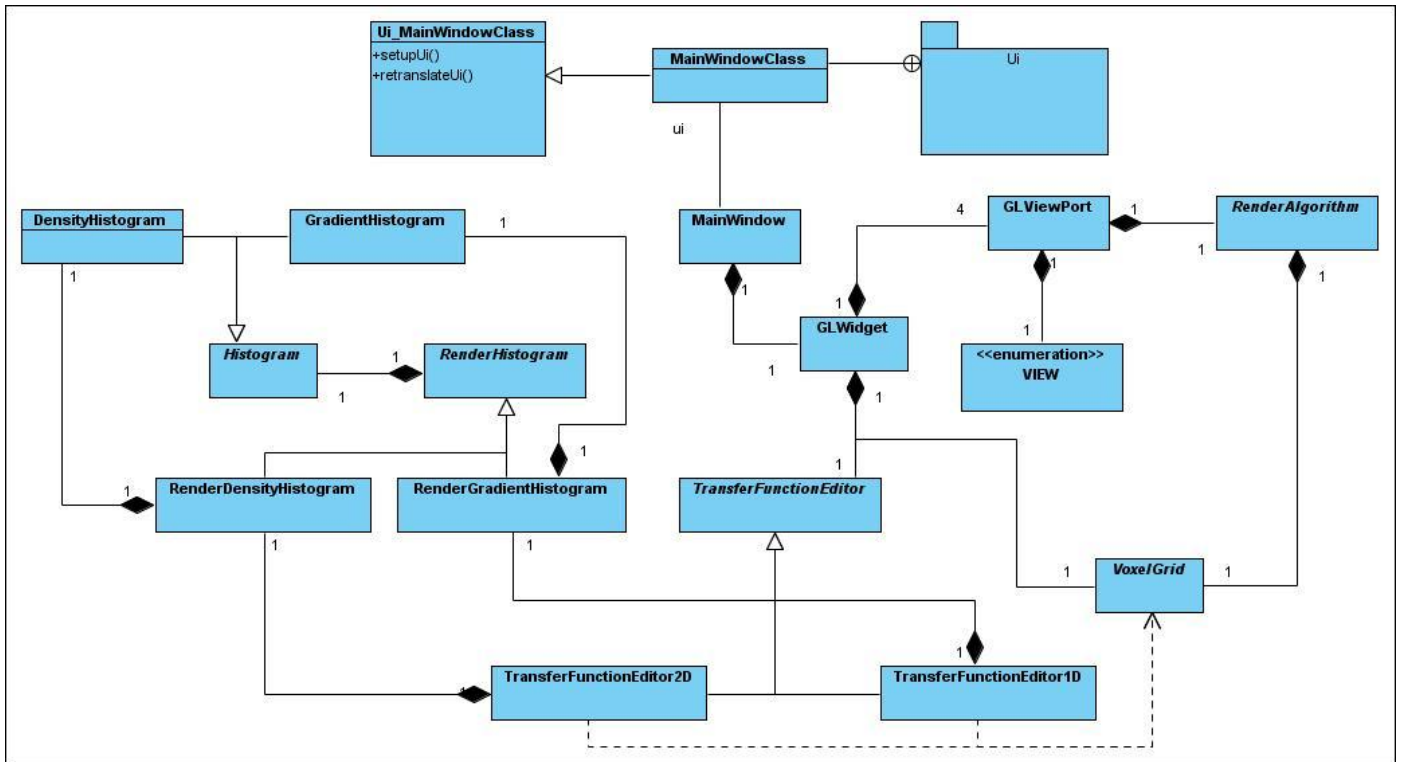 Ui_MainWindowClass
+setupUi()
+retranslateUi()
MainWindowClass
Ui
ui
DensityHistogram
GradientHistogram
1
MainWindow
4
GLViewPort
1
RenderAlgorithm
1
1
1
1
1
1
GLWidget
1
1
<<enumeration>>
VIEW
Histogram
1
1
RenderHistogram
1
1
1
1
RenderDensityHistogram
RenderGradientHistogram
TransferFunctionEditor
1
1
1
VoxelGrid
1
1
1
TransferFunctionEditor2D
TransferFunctionEditor1D